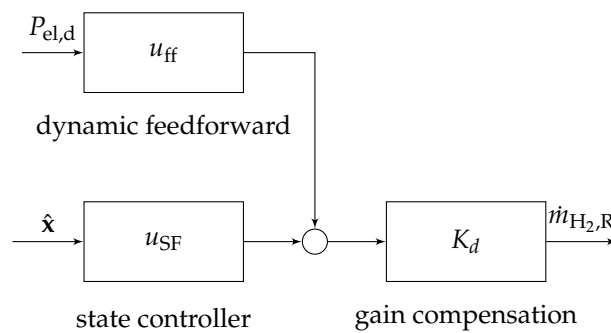 P_el,d
u_ff
dynamic feedforward
x̂
u_SF
K_d
ṁ_H₂,R
state controller
gain compensation